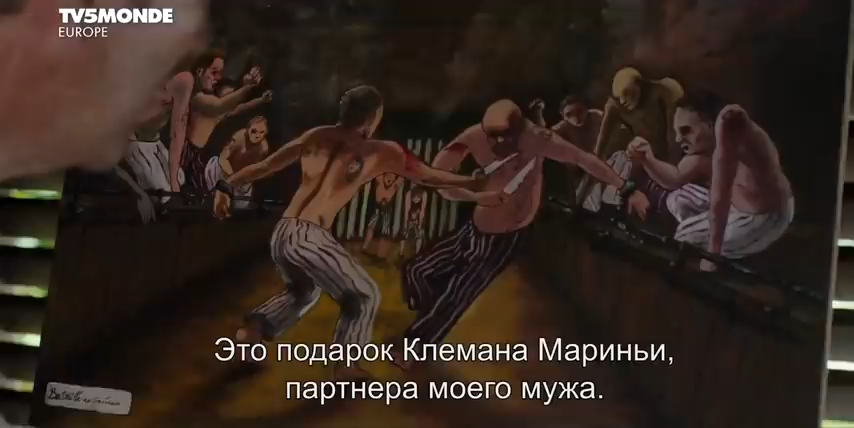 TV5MONDE
EUROPE
Это подарок Клемана Мариньи,
партнера моего мужа.